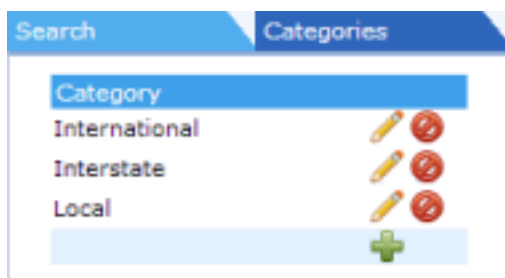 Search Categories
Category
International
Interstate
Local